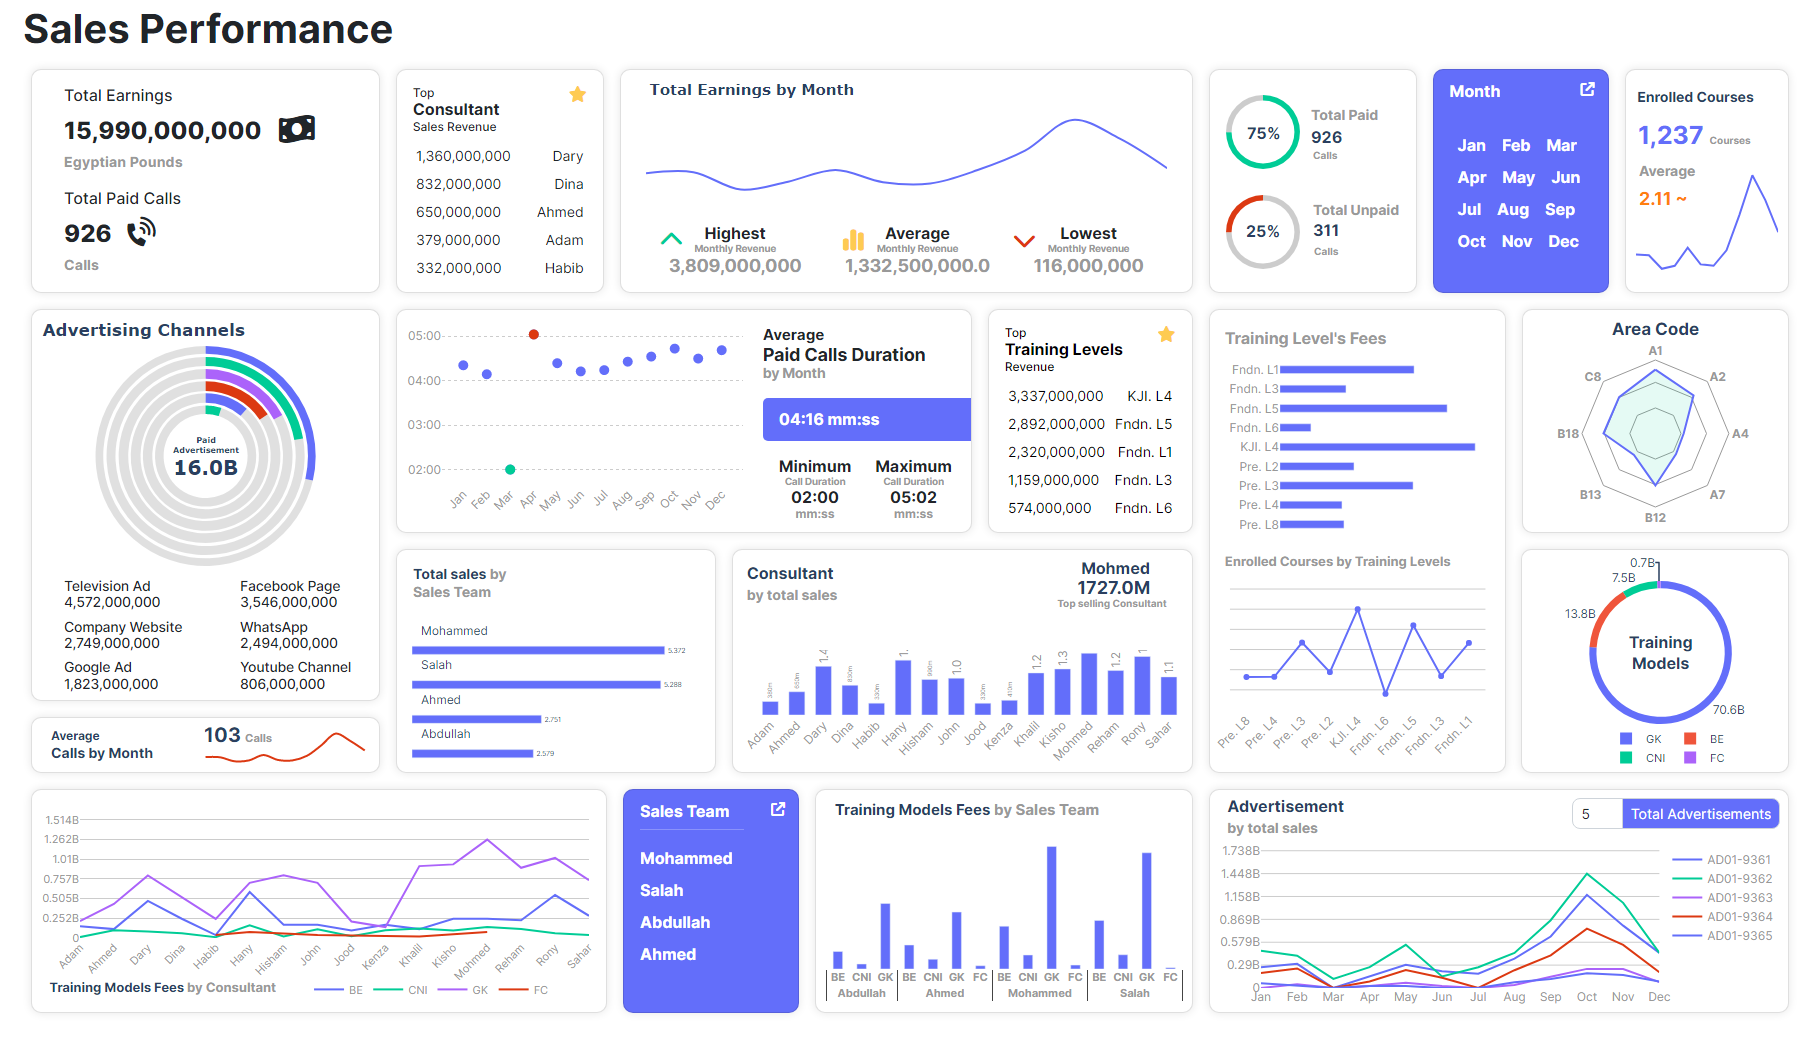 Sales Performance
Total Earnings
15,990,000,000
Egyptian Pounds
Total Paid Calls
926
Calls
Top
Consultant
Sales Revenue
1,360,000,000 Dary
832,000,000 Dina
650,000,000 Ahmed
379,000,000 Adam
332,000,000 Habib
Total Earnings by Month
Highest
Monthly Revenue
3,809,000,000
Average
Monthly Revenue
1,332,500,000.0
Lowest
Monthly Revenue
116,000,000
75%
Total Paid
926
Calls
25%
Total Unpaid
311
Calls
Month
Jan Feb Mar
Apr May Jun
Jul Aug Sep
Oct Nov Dec
Enrolled Courses
1,237 Courses
Average
2.11 ~
Advertising Channels
Paid
Advertisement
16.0B
Television Ad
4,572,000,000
Facebook Page
3,546,000,000
Company Website
2,749,000,000
WhatsApp
2,494,000,000
Google Ad
1,823,000,000
Youtube Channel
806,000,000
05:00
04:00
03:00
02:00
Jan Feb Mar Apr May Jun Jul Aug Sep Oct Nov Dec
Average
Paid Calls Duration
by Month
04:16 mm:ss
Minimum
Call Duration
02:00
mm:ss
Maximum
Call Duration
05:02
mm:ss
Top
Training Levels
Revenue
3,337,000,000 KJI. L4
2,892,000,000 Fndn. L5
2,320,000,000 Fndn. L1
1,159,000,000 Fndn. L3
574,000,000 Fndn. L6
Training Level's Fees
Fndn. L1
Fndn. L3
Fndn. L5
Fndn. L6
KJI. L4
Pre. L2
Pre. L3
Pre. L4
Pre. L8
Enrolled Courses by Training Levels
Pre. L8 Pre. L4 Pre. L3 Pre. L2 KJI. L4 Fndn. L6 Fndn. L5 Fndn. L3 Fndn. L1
Area Code
A1
A2
A4
A7
B12
B13
B18
C8
Average
Calls by Month
103 Calls
Total sales by
Sales Team
Mohammed
5.372
Salah
5.288
Ahmed
2.751
Abdullah
2.579
Consultant
by total sales
Mohmed
1727.0M
Top selling Consultant
380m 650m 1.4 830m 330m 1. 990m 1.0 330m 410m 1.2 1.3 1.2 1 1.1
Adam Ahmed Dary Dina Habib Hany Hisham John Jood Kenza Khalil Kisho Mohmed Reham Rony Sahar
0.7B
7.5B
13.8B
70.6B
Training
Models
GK BE
CNI FC
1.514B
1.262B
1.01B
0.757B
0.505B
0.252B
0
Adam Ahmed Dary Dina Habib Hany Hisham John Jood Kenza Khalil Kisho Mohmed Reham Rony Sahar
Training Models Fees by Consultant
BE CNI GK FC
Sales Team
Mohammed
Salah
Abdullah
Ahmed
Training Models Fees by Sales Team
BE CNI GK BE CNI GK FC BE CNI GK FC BE CNI GK FC
Abdullah Ahmed Mohammed Salah
Advertisement
by total sales
5 Total Advertisements
1.738B
1.448B
1.158B
0.869B
0.579B
0.29B
0
Jan Feb Mar Apr May Jun Jul Aug Sep Oct Nov Dec
AD01-9361
AD01-9362
AD01-9363
AD01-9364
AD01-9365